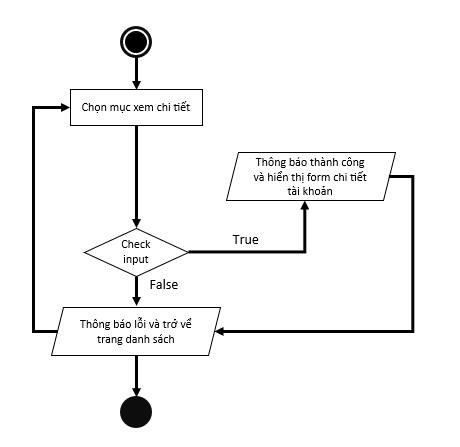 Chọn mục xem chi tiết
Thông báo thành công
và hiển thị form chi tiết
tài khoản
Check
input
True
False
Thông báo lỗi và trở về
trang danh sách